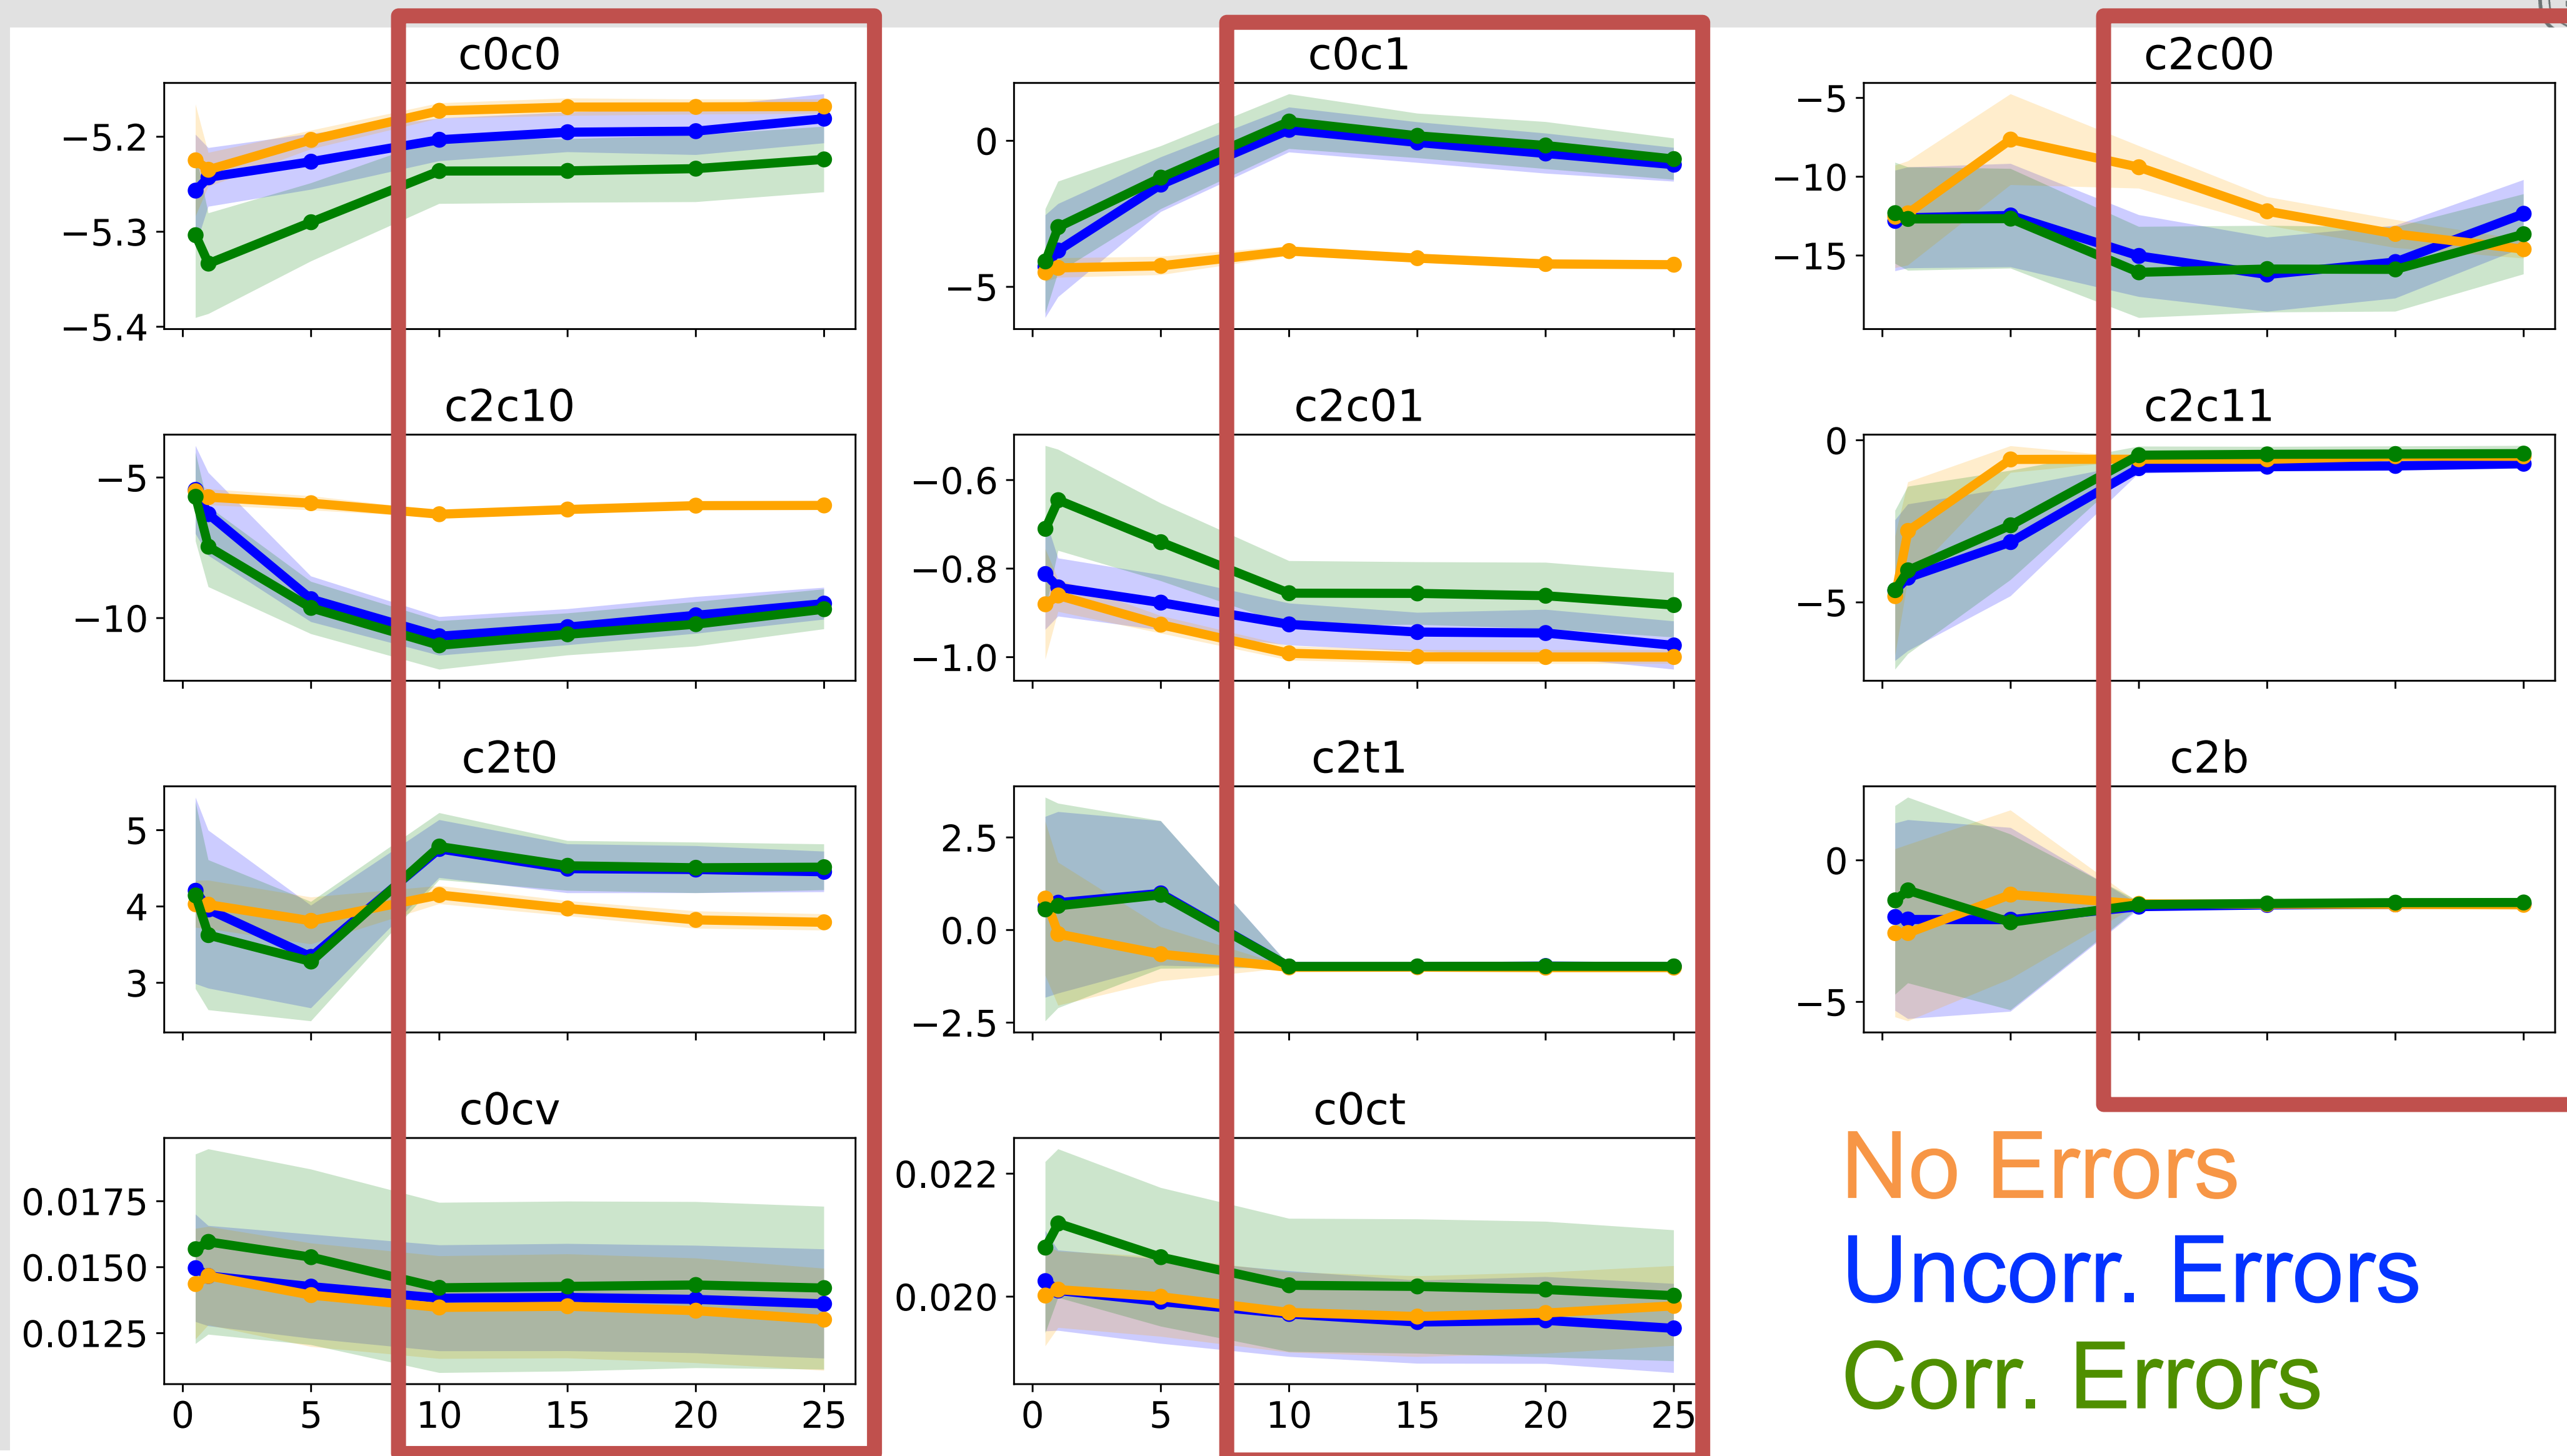 c0c0
c0c1
c2c00
−5.2
−5.3
−5.4
0
−5
−5
−10
−15
c2c10
c2c01
c2c11
−5
−10
−0.6
−0.8
−1.0
0
−5
c2t0
c2t1
c2b
5
4
3
2.5
0.0
−2.5
0
−5
c0cv
c0ct
0.0175
0.0150
0.0125
0.022
0.020
0 5 10 15 20 25
0 5 10 15 20 25
No Errors
Uncorr. Errors
Corr. Errors